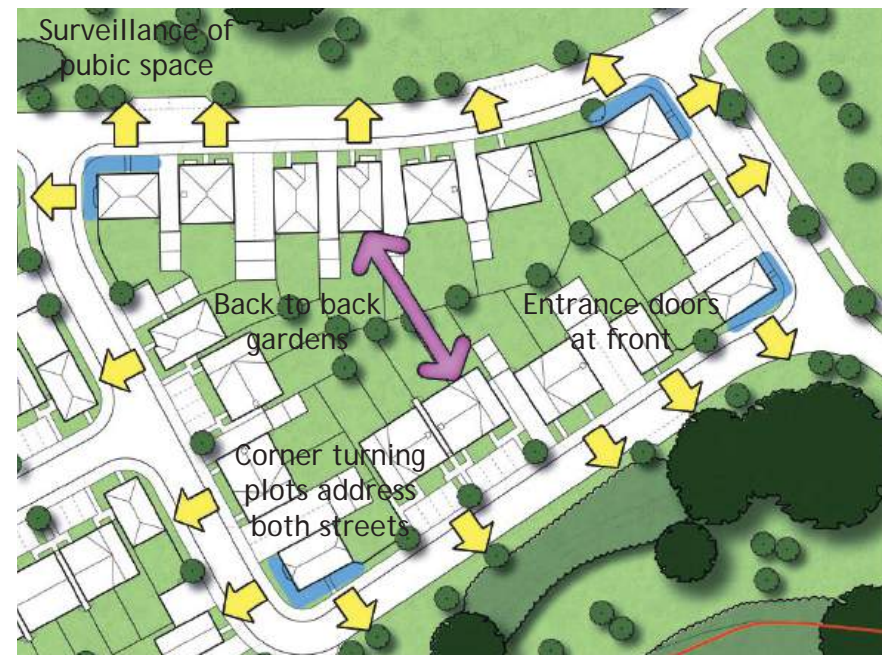 Surveillance of
pubic space
Back to back
gardens
Entrance doors
at front
Corner turning
plots address
both streets